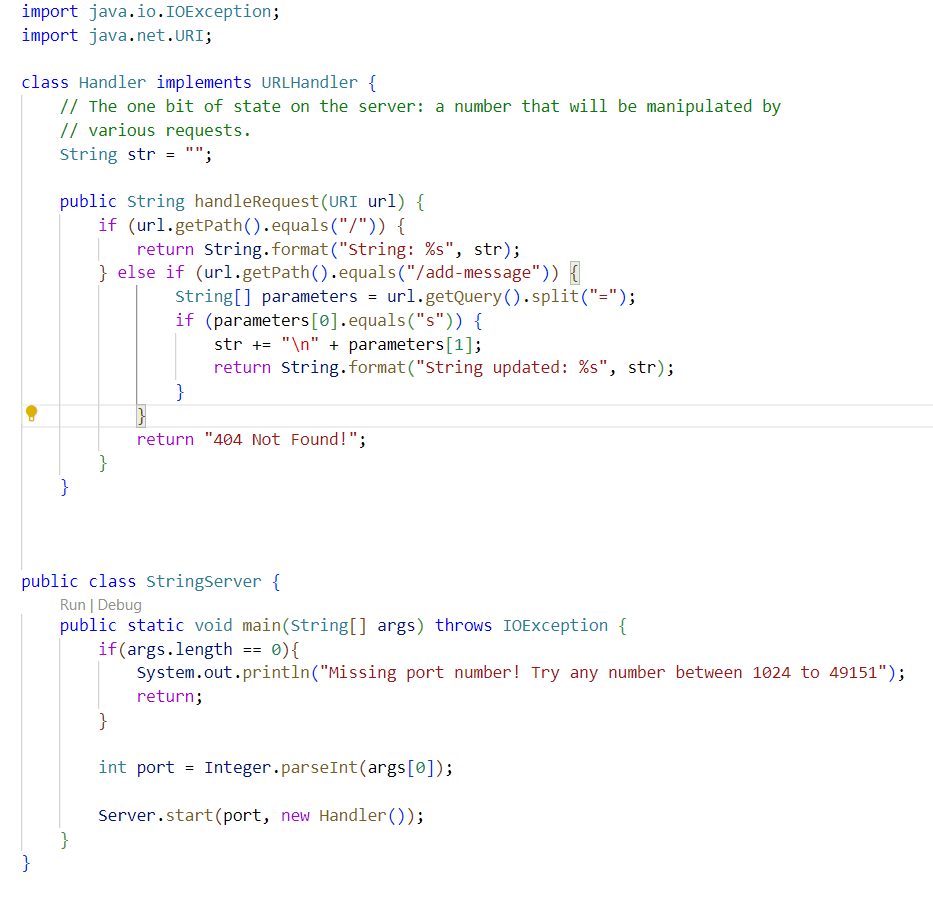 import java.io.IOException;
import java.net.URI;

class Handler implements URLHandler {
    // The one bit of state on the server: a number that will be manipulated by
    // various requests.
    String str = "";

    public String handleRequest(URI url) {
        if (url.getPath().equals("/")) {
            return String.format("String: %s", str);
        } else if (url.getPath().equals("/add-message")) {
                String[] parameters = url.getQuery().split("=");
                if (parameters[0].equals("s")) {
                    str += "\n" + parameters[1];
                    return String.format("String updated: %s", str);
                }
            }
            return "404 Not Found!";
        }
    }

public class StringServer {
    Run | Debug
    public static void main(String[] args) throws IOException {
        if(args.length == 0){
            System.out.println("Missing port number! Try any number between 1024 to 49151");
            return;
        }

        int port = Integer.parseInt(args[0]);

        Server.start(port, new Handler());
    }
}